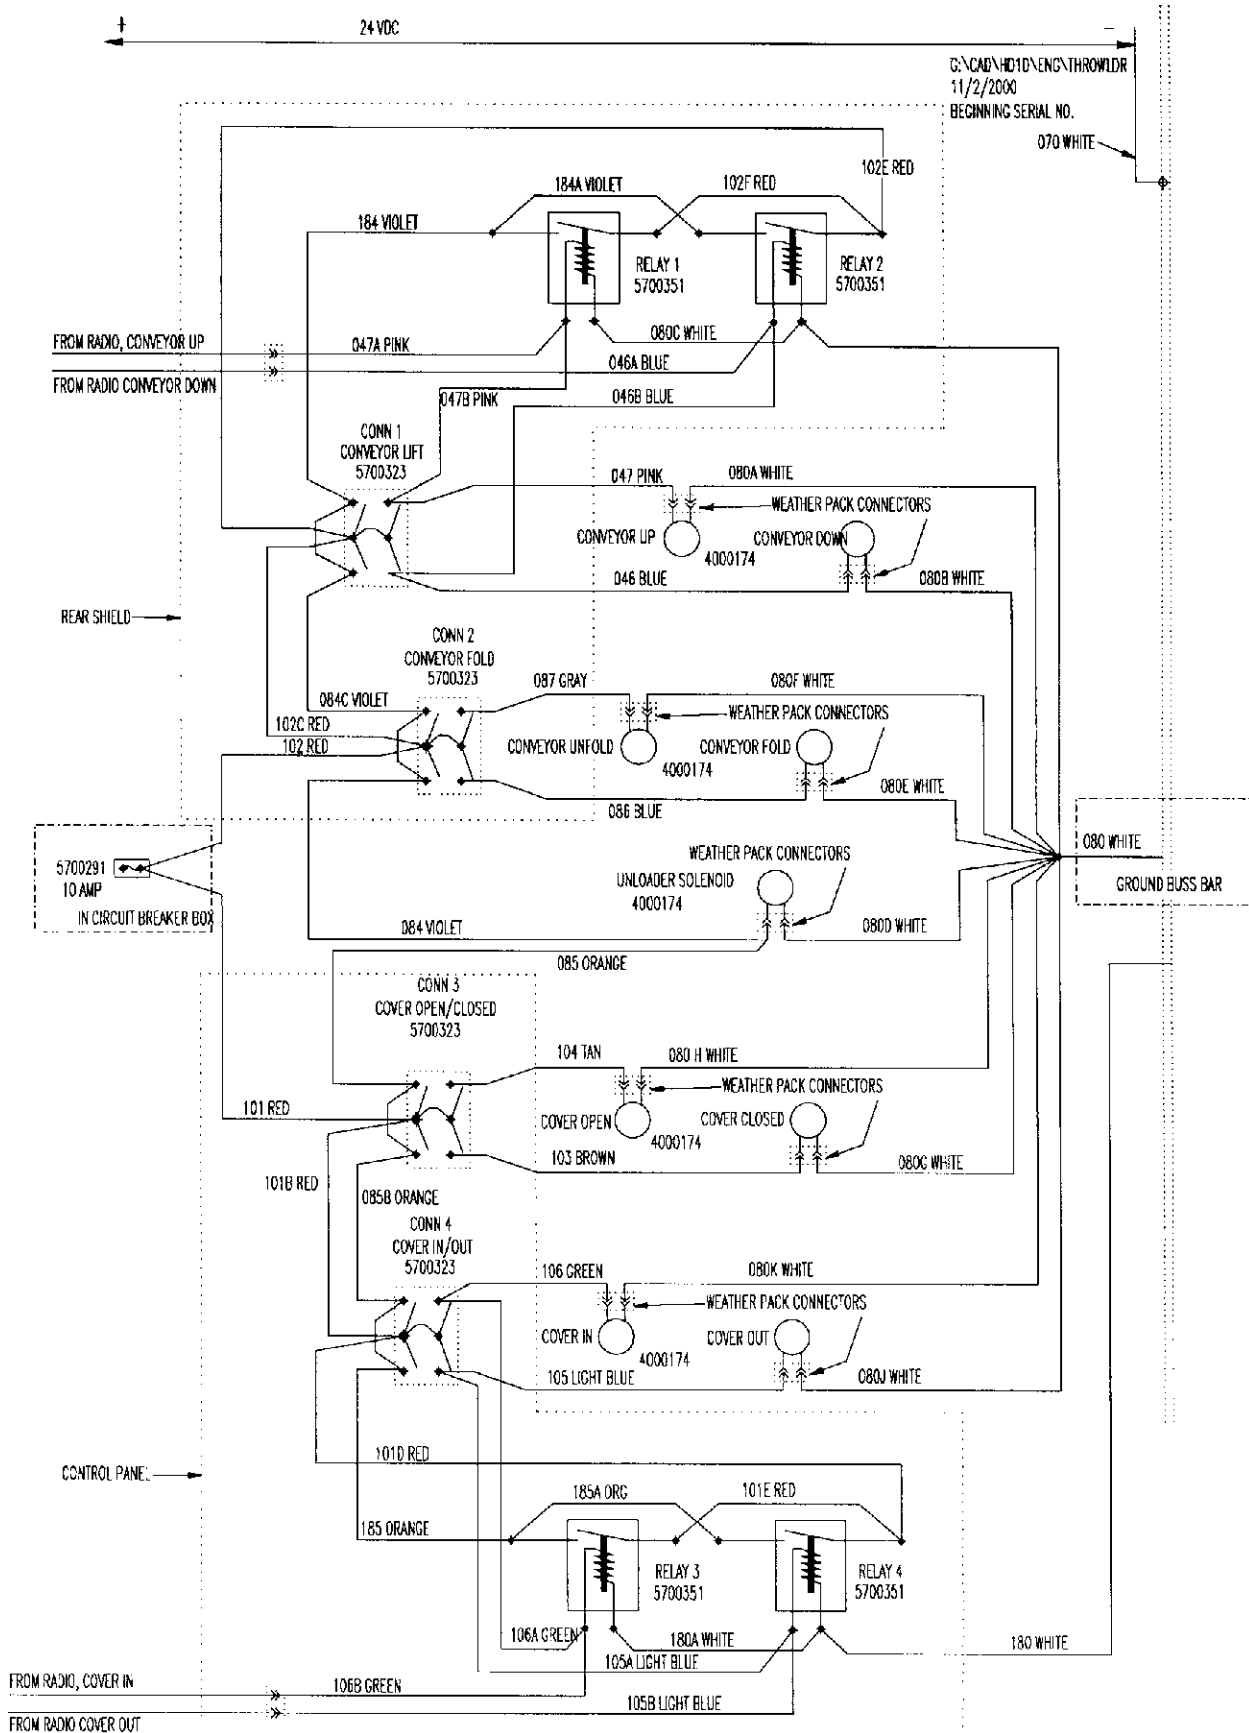 +
24 VDC
−
G:\CAD\HD10\ENG\THROWLDR
11/2/2000
BEGINNING SERIAL NO.
070 WHITE
102E RED
184A VIOLET
102F RED
184 VIOLET
RELAY 1
5700351
RELAY 2
5700351
FROM RADIO, CONVEYOR UP
047A PINK
080C WHITE
046A BLUE
FROM RADIO CONVEYOR DOWN
047B PINK
046B BLUE
CONN 1
CONVEYOR LIFT
5700323
047 PINK
080A WHITE
WEATHER PACK CONNECTORS
CONVEYOR UP
4000174
CONVEYOR DOWN
046 BLUE
080B WHITE
REAR SHIELD
CONN 2
CONVEYOR FOLD
5700323
087 GRAY
080F WHITE
084C VIOLET
WEATHER PACK CONNECTORS
102C RED
102 RED
CONVEYOR UNFOLD
4000174
CONVEYOR FOLD
080E WHITE
086 BLUE
080 WHITE
WEATHER PACK CONNECTORS
5700291
10 AMP
IN CIRCUIT BREAKER BOX
UNLOADER SOLENOID
4000174
GROUND BUSS BAR
084 VIOLET
080D WHITE
085 ORANGE
CONN 3
COVER OPEN/CLOSED
5700323
104 TAN
080 H WHITE
WEATHER PACK CONNECTORS
101 RED
COVER OPEN
4000174
COVER CLOSED
103 BROWN
080G WHITE
101B RED
085B ORANGE
CONN 4
COVER IN/OUT
5700323
106 GREEN
080K WHITE
WEATHER PACK CONNECTORS
COVER IN
4000174
COVER OUT
105 LIGHT BLUE
080J WHITE
101D RED
CONTROL PANEL
185A ORG
101E RED
185 ORANGE
RELAY 3
5700351
RELAY 4
5700351
106A GREEN
180A WHITE
180 WHITE
105A LIGHT BLUE
FROM RADIO, COVER IN
106B GREEN
105B LIGHT BLUE
FROM RADIO COVER OUT